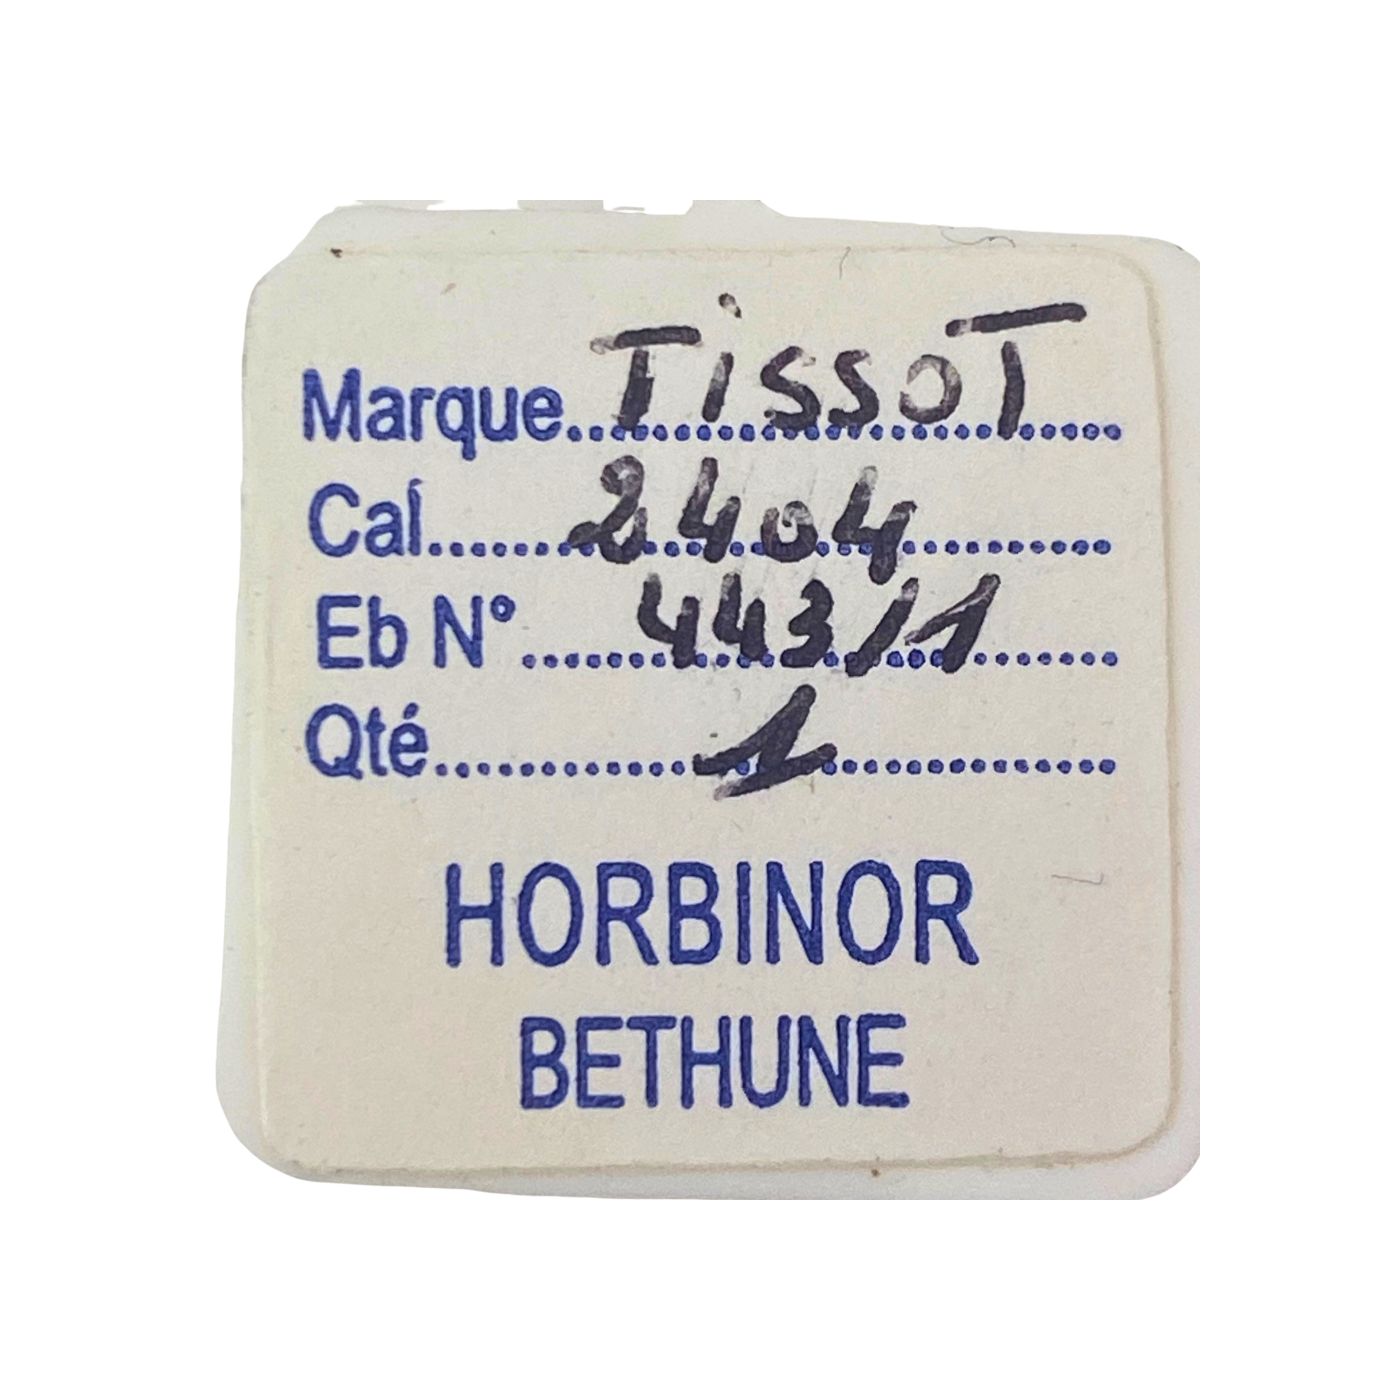 Marque.....Tissot.....
Cal.....2404.....
Eb N° .....443/1.....
Qté.....1.....
HORBINOR
BETHUNE